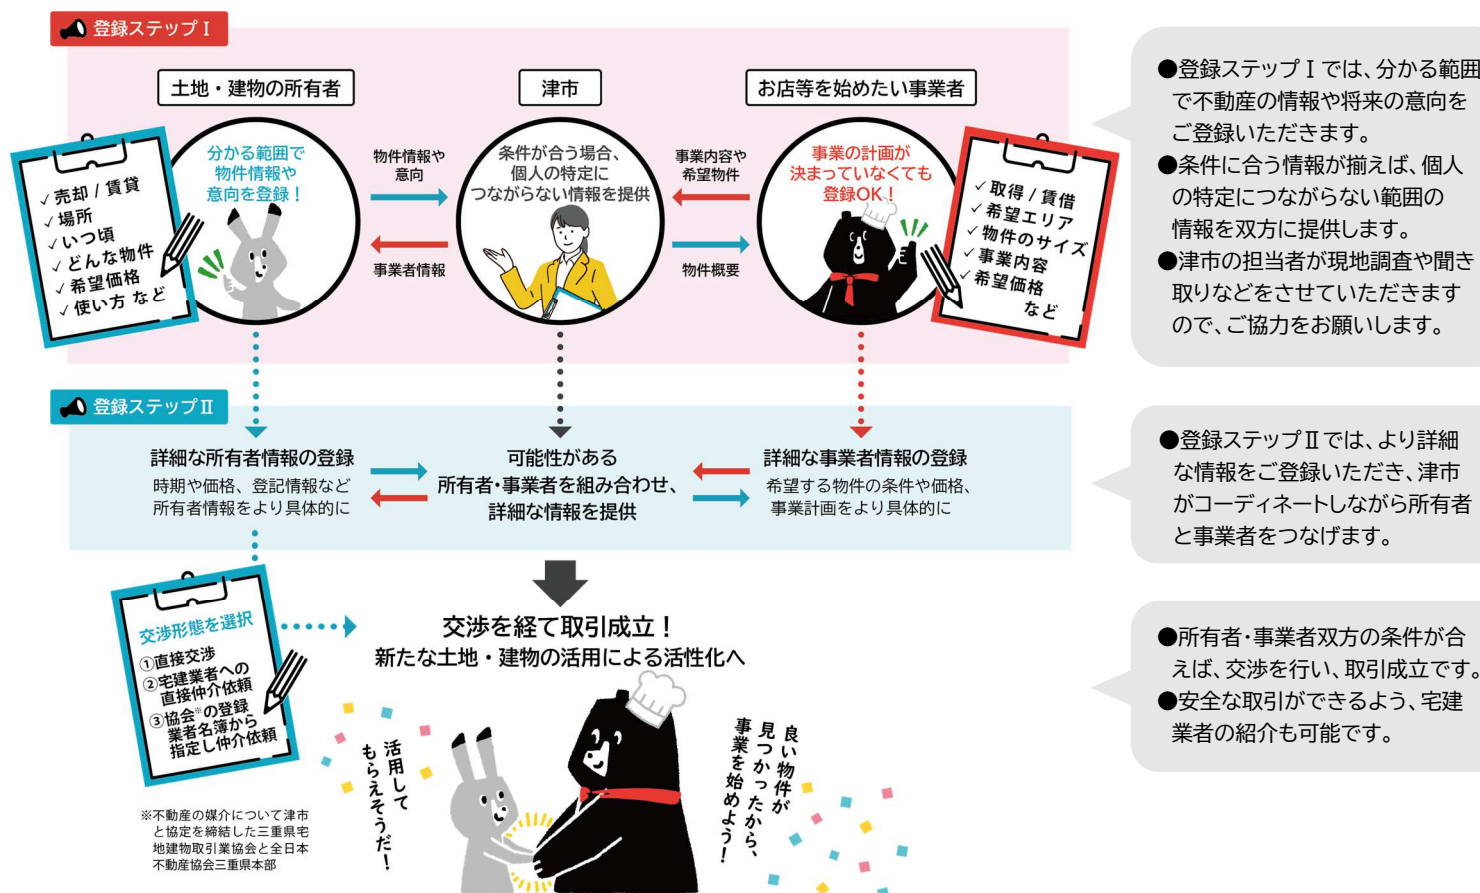 登録ステップⅠ
土地・建物の所有者
津市
お店等を始めたい事業者
分かる範囲で
物件情報や
意向を登録！
✓売却 / 賃貸
✓場所
✓いつ頃
✓どんな物件
✓希望価格
✓使い方 など
物件情報や
意向
事業者情報
条件が合う場合、
個人の特定に
つながらない情報を提供
事業内容や
希望物件
物件概要
事業の計画が
決まっていなくても
登録OK！
✓取得 / 賃借
✓希望エリア
✓物件のサイズ
✓事業内容
✓希望価格
など
●登録ステップⅠでは、分かる範囲
で不動産の情報や将来の意向を
ご登録いただきます。
●条件に合う情報が揃えば、個人
の特定につながらない範囲の
情報を双方に提供します。
●津市の担当者が現地調査や聞き
取りなどをさせていただきます
ので、ご協力をお願いします。
登録ステップⅡ
詳細な所有者情報の登録
時期や価格、登記情報など
所有者情報をより具体的に
可能性がある
所有者・事業者を組み合わせ、
詳細な情報を提供
詳細な事業者情報の登録
希望する物件の条件や価格、
事業計画をより具体的に
●登録ステップⅡでは、より詳細
な情報をご登録いただき、津市
がコーディネートしながら所有者
と事業者をつなげます。
交渉形態を選択
①直接交渉
②宅建業者への
直接仲介依頼
③協会※の登録
業者名簿から
指定し仲介依頼
※不動産の媒介について津市
と協定を締結した三重県宅
地建物取引業協会と全日本
不動産協会三重県本部
交渉を経て取引成立！
新たな土地・建物の活用による活性化へ
活用して
もらえそうだ！
良い物件が
見つかったから、
事業を始めよう！
●所有者・事業者双方の条件が合
えば、交渉を行い、取引成立です。
●安全な取引ができるよう、宅建
業者の紹介も可能です。